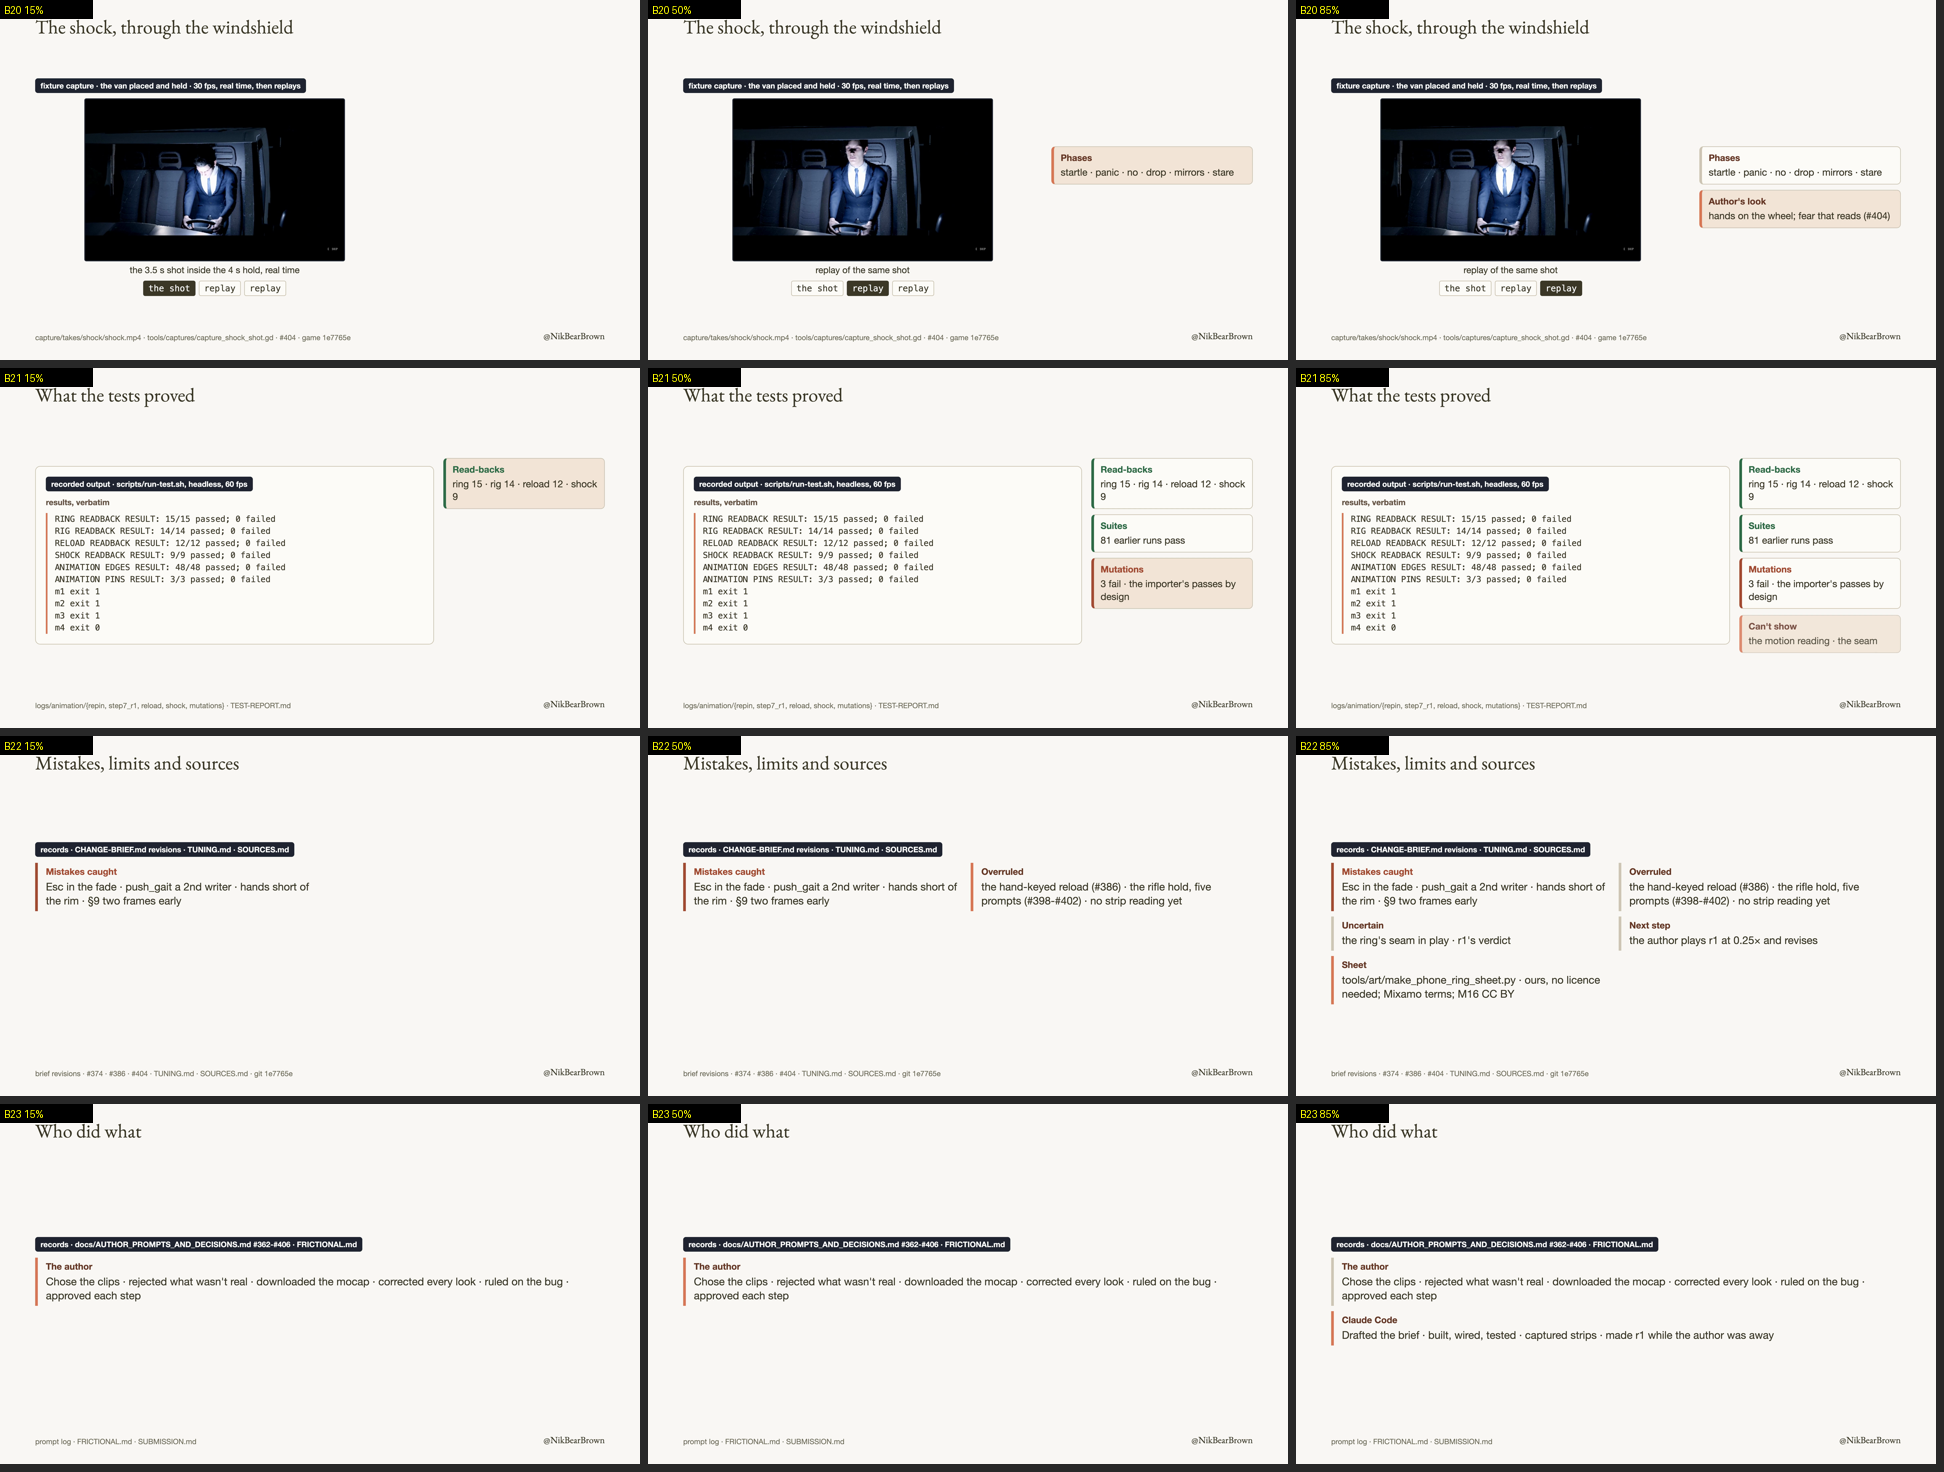 B20 15%
The shock, through the windshield
fixture capture · the van placed and held · 30 fps, real time, then replays
the 3.5 s shot inside the 4 s hold, real time
the shot replay replay
capture/takes/shock/shock.mp4 · tools/captures/capture_shock_shot.gd · #404 · game 1e7765e
@NikBearBrown
B20 50%
The shock, through the windshield
fixture capture · the van placed and held · 30 fps, real time, then replays
Phases
startle · panic · no · drop · mirrors · stare
replay of the same shot
the shot replay replay
capture/takes/shock/shock.mp4 · tools/captures/capture_shock_shot.gd · #404 · game 1e7765e
@NikBearBrown
B20 85%
The shock, through the windshield
fixture capture · the van placed and held · 30 fps, real time, then replays
Phases
startle · panic · no · drop · mirrors · stare
Author's look
hands on the wheel; fear that reads (#404)
replay of the same shot
the shot replay replay
capture/takes/shock/shock.mp4 · tools/captures/capture_shock_shot.gd · #404 · game 1e7765e
@NikBearBrown
B21 15%
What the tests proved
recorded output · scripts/run-test.sh, headless, 60 fps
results, verbatim
RING READBACK RESULT: 15/15 passed; 0 failed
RIG READBACK RESULT: 14/14 passed; 0 failed
RELOAD READBACK RESULT: 12/12 passed; 0 failed
SHOCK READBACK RESULT: 9/9 passed; 0 failed
ANIMATION EDGES RESULT: 48/48 passed; 0 failed
ANIMATION PINS RESULT: 3/3 passed; 0 failed
m1 exit 1
m2 exit 1
m3 exit 1
m4 exit 0
Read-backs
ring 15 · rig 14 · reload 12 · shock
9
logs/animation/{repin, step7_r1, reload, shock, mutations} · TEST-REPORT.md
@NikBearBrown
B21 50%
What the tests proved
recorded output · scripts/run-test.sh, headless, 60 fps
results, verbatim
RING READBACK RESULT: 15/15 passed; 0 failed
RIG READBACK RESULT: 14/14 passed; 0 failed
RELOAD READBACK RESULT: 12/12 passed; 0 failed
SHOCK READBACK RESULT: 9/9 passed; 0 failed
ANIMATION EDGES RESULT: 48/48 passed; 0 failed
ANIMATION PINS RESULT: 3/3 passed; 0 failed
m1 exit 1
m2 exit 1
m3 exit 1
m4 exit 0
Read-backs
ring 15 · rig 14 · reload 12 · shock
9
Suites
81 earlier runs pass
Mutations
3 fail · the importer's passes by
design
logs/animation/{repin, step7_r1, reload, shock, mutations} · TEST-REPORT.md
@NikBearBrown
B21 85%
What the tests proved
recorded output · scripts/run-test.sh, headless, 60 fps
results, verbatim
RING READBACK RESULT: 15/15 passed; 0 failed
RIG READBACK RESULT: 14/14 passed; 0 failed
RELOAD READBACK RESULT: 12/12 passed; 0 failed
SHOCK READBACK RESULT: 9/9 passed; 0 failed
ANIMATION EDGES RESULT: 48/48 passed; 0 failed
ANIMATION PINS RESULT: 3/3 passed; 0 failed
m1 exit 1
m2 exit 1
m3 exit 1
m4 exit 0
Read-backs
ring 15 · rig 14 · reload 12 · shock
9
Suites
81 earlier runs pass
Mutations
3 fail · the importer's passes by
design
Can't show
the motion reading · the seam
logs/animation/{repin, step7_r1, reload, shock, mutations} · TEST-REPORT.md
@NikBearBrown
B22 15%
Mistakes, limits and sources
records · CHANGE-BRIEF.md revisions · TUNING.md · SOURCES.md
Mistakes caught
Esc in the fade · push_gait a 2nd writer · hands short of
the rim · §9 two frames early
brief revisions · #374 · #386 · #404 · TUNING.md · SOURCES.md · git 1e7765e
@NikBearBrown
B22 50%
Mistakes, limits and sources
records · CHANGE-BRIEF.md revisions · TUNING.md · SOURCES.md
Mistakes caught
Esc in the fade · push_gait a 2nd writer · hands short of
the rim · §9 two frames early
Overruled
the hand-keyed reload (#386) · the rifle hold, five
prompts (#398-#402) · no strip reading yet
brief revisions · #374 · #386 · #404 · TUNING.md · SOURCES.md · git 1e7765e
@NikBearBrown
B22 85%
Mistakes, limits and sources
records · CHANGE-BRIEF.md revisions · TUNING.md · SOURCES.md
Mistakes caught
Esc in the fade · push_gait a 2nd writer · hands short of
the rim · §9 two frames early
Overruled
the hand-keyed reload (#386) · the rifle hold, five
prompts (#398-#402) · no strip reading yet
Uncertain
the ring's seam in play · r1's verdict
Next step
the author plays r1 at 0.25× and revises
Sheet
tools/art/make_phone_ring_sheet.py · ours, no licence
needed; Mixamo terms; M16 CC BY
brief revisions · #374 · #386 · #404 · TUNING.md · SOURCES.md · git 1e7765e
@NikBearBrown
B23 15%
Who did what
records · docs/AUTHOR_PROMPTS_AND_DECISIONS.md #362-#406 · FRICTIONAL.md
The author
Chose the clips · rejected what wasn't real · downloaded the mocap · corrected every look · ruled on the bug ·
approved each step
prompt log · FRICTIONAL.md · SUBMISSION.md
@NikBearBrown
B23 50%
Who did what
records · docs/AUTHOR_PROMPTS_AND_DECISIONS.md #362-#406 · FRICTIONAL.md
The author
Chose the clips · rejected what wasn't real · downloaded the mocap · corrected every look · ruled on the bug ·
approved each step
prompt log · FRICTIONAL.md · SUBMISSION.md
@NikBearBrown
B23 85%
Who did what
records · docs/AUTHOR_PROMPTS_AND_DECISIONS.md #362-#406 · FRICTIONAL.md
The author
Chose the clips · rejected what wasn't real · downloaded the mocap · corrected every look · ruled on the bug ·
approved each step
Claude Code
Drafted the brief · built, wired, tested · captured strips · made r1 while the author was away
prompt log · FRICTIONAL.md · SUBMISSION.md
@NikBearBrown